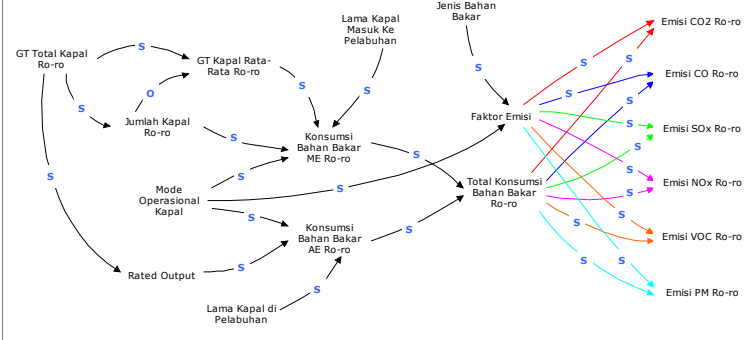 Jenis Bahan
Bakar
Lama Kapal
Masuk Ke
Pelabuhan
Emisi CO2 Ro-ro
GT Total Kapal
Ro-ro
S
GT Kapal Rata-
Rata Ro-ro
S
S
S
S
Emisi CO Ro-ro
S
O
S
S
S
Jumlah Kapal
Ro-ro
Faktor Emisi
S
Emisi SOx Ro-ro
S
Konsumsi
Bahan Bakar
ME Ro-ro
S
S
S
S
S
Mode
Operasional
Kapal
S
Total Konsumsi
Bahan Bakar
Ro-ro
S
Emisi NOx Ro-ro
S
S
S
Konsumsi
Bahan Bakar
AE Ro-ro
S
Emisi VOC Ro-ro
Rated Output
S
S
S
Lama Kapal di
Pelabuhan
S
Emisi PM Ro-ro